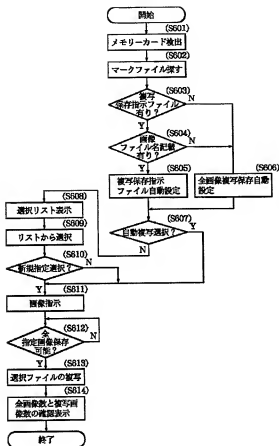 開始
(S601)
メモリーカード検出
(S602)
マークファイル探す
(S603)
複写
保存指示ファイル
有り？
N
Y
(S604)
画像
ファイル名記載
有り？
N
Y
(S605)
複写保存指示
ファイル自動設定
(S606)
全画像複写保存自動
設定
(S607)
自動複写選択？
Y
N
(S608)
選択リスト表示
(S609)
リストから選択
(S610)
新規指定選択？
N
Y
(S611)
画像指示
(S612)
全
指定画像保存
可能？
N
Y
(S613)
選択ファイルの複写
(S614)
全画像数と複写画
像数の確認表示
終了